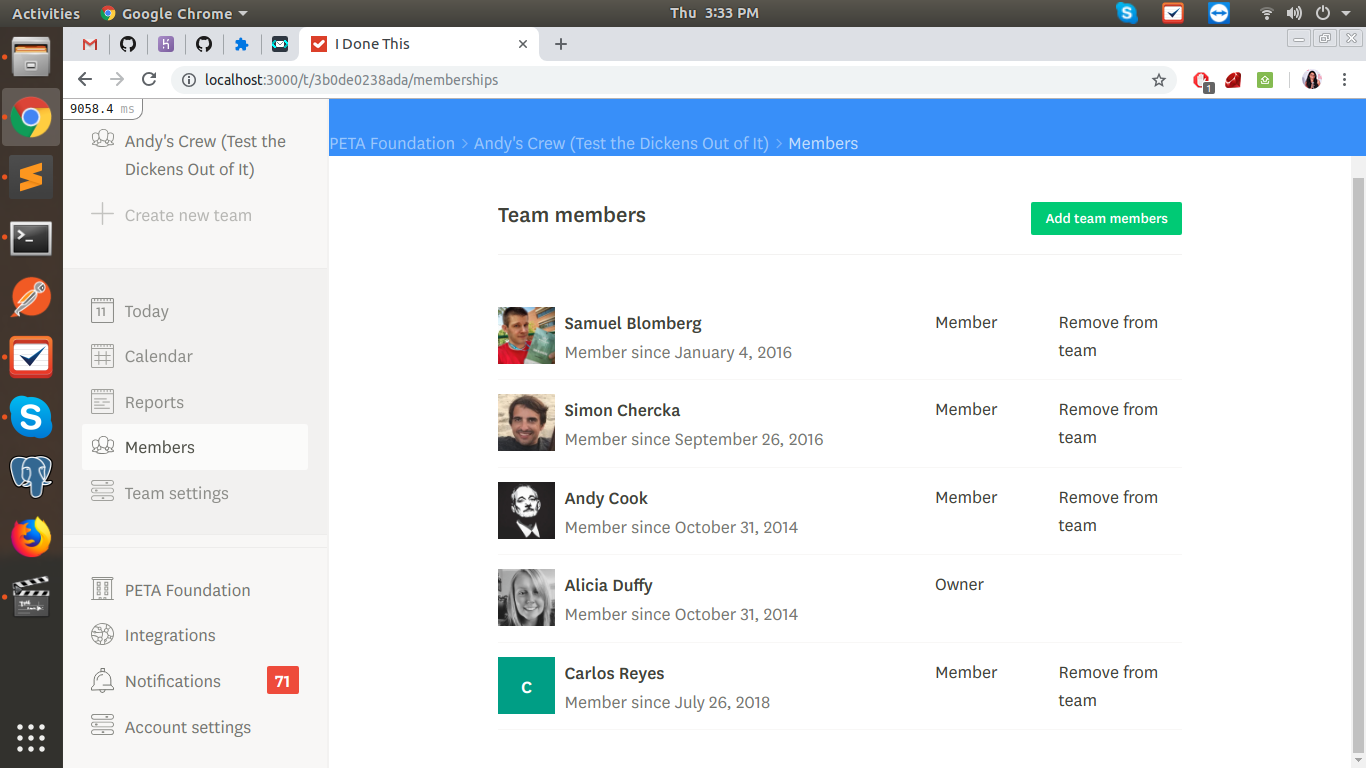 Activities
Google Chrome
Thu 3:33 PM
I Done This
localhost:3000/t/3b0de0238ada/memberships
1
9058.4 ms
Andy's Crew (Test the
Dickens Out of It)
Create new team
11
Today
Calendar
Reports
Members
Team settings
PETA Foundation
Integrations
Notifications
71
Account settings
PETA Foundation > Andy's Crew (Test the Dickens Out of It) > Members
Team members
Add team members
Samuel Blomberg
Member since January 4, 2016
Member
Remove from
team
Simon Chercka
Member since September 26, 2016
Member
Remove from
team
Andy Cook
Member since October 31, 2014
Member
Remove from
team
Alicia Duffy
Member since October 31, 2014
Owner
C
Carlos Reyes
Member since July 26, 2018
Member
Remove from
team